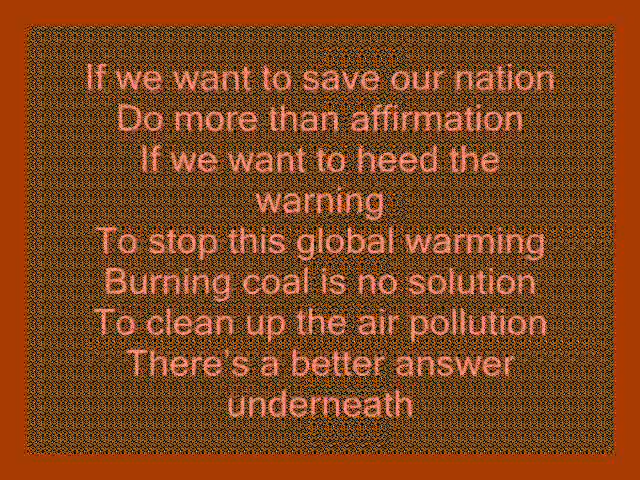 If we want to save our nation
Do more than affirmation
If we want to heed the
warning
To stop this global warming
Burning coal is no solution
To clean up the air pollution
There's a better answer
underneath